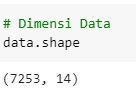 # Dimensi Data
data.shape
(7253, 14)